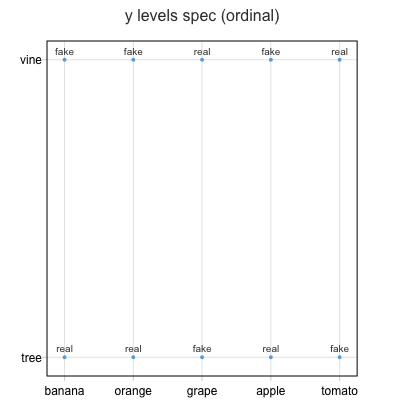 y levels spec (ordinal)
fake fake real fake real
vine
real real fake real fake
tree
banana orange grape apple tomato